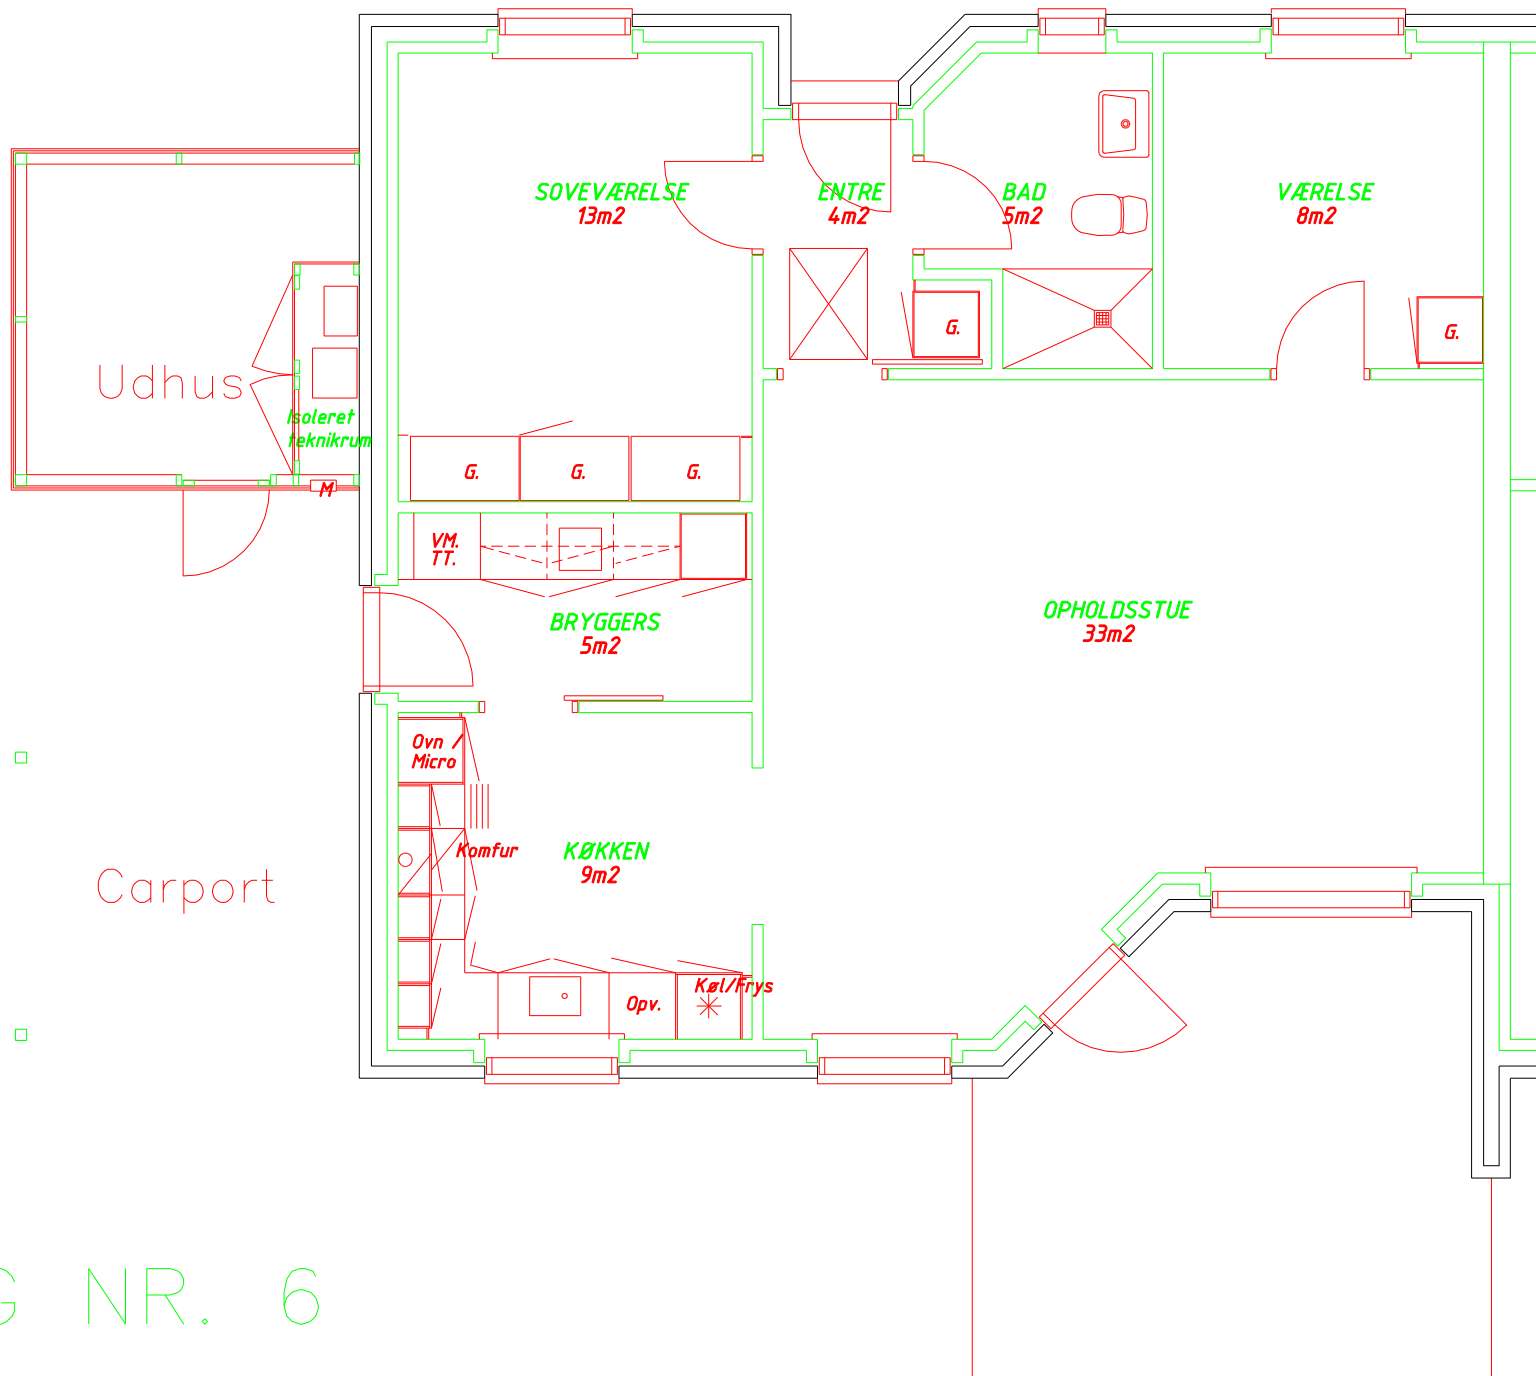 SOVEVÆRELSE
13m2
ENTRE
4m2
BAD
5m2
VÆRELSE
8m2
G.
G.
Udhus
Isoleret
teknikrum
M
G.
G.
G.
VM.
TT.
BRYGGERS
5m2
OPHOLDSSTUE
33m2
Ovn /
Micro
Komfur
KØKKEN
9m2
Carport
Køl/Frys
Opv.
G NR. 6